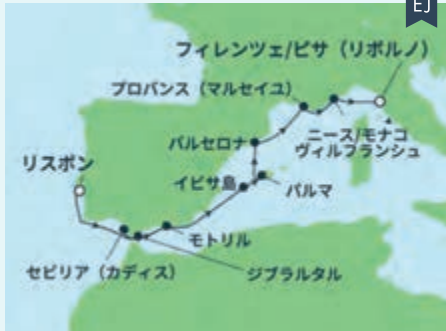 EJ
フィレンツェ/ピサ（リボルノ）
プロバンス（マルセイユ）
ニース/モナコ
ヴィルフランシュ
バルセロナ
リスボン
イビサ島
パルマ
モトリル
セビリア（カディス）
ジブラルタル